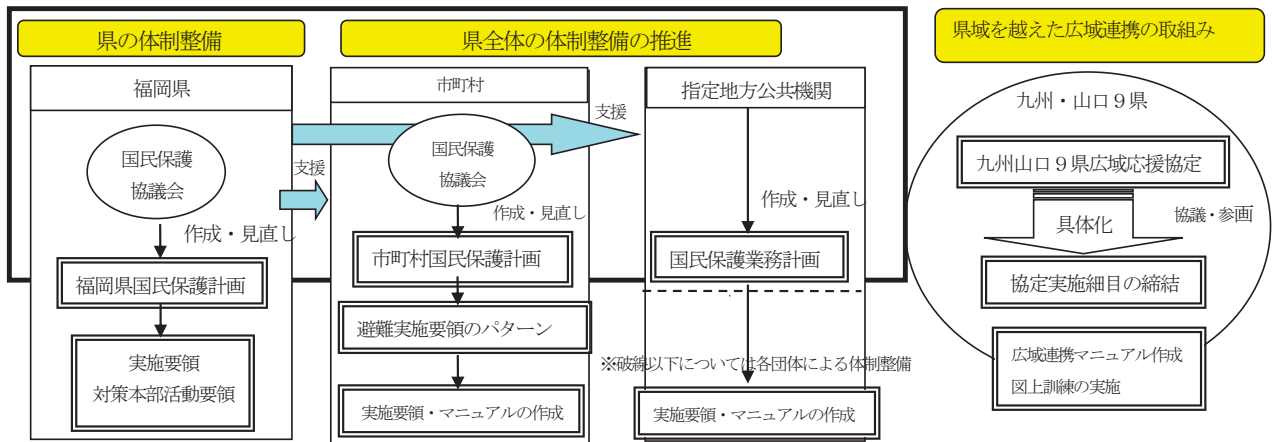 県の体制整備
県全体の体制整備の推進
県域を越えた広域連携の取組み
福岡県
国民保護
協議会
作成・見直し
福岡県国民保護計画
実施要領
対策本部活動要領
支援
支援
市町村
国民保護
協議会
作成・見直し
市町村国民保護計画
避難実施要領のパターン
実施要領・マニュアルの作成
指定地方公共機関
作成・見直し
国民保護業務計画
※破線以下については各団体による体制整備
実施要領・マニュアルの作成
九州・山口9県
九州山口9県広域応援協定
具体化
協議・参画
協定実施細目の締結
広域連携マニュアル作成
図上訓練の実施